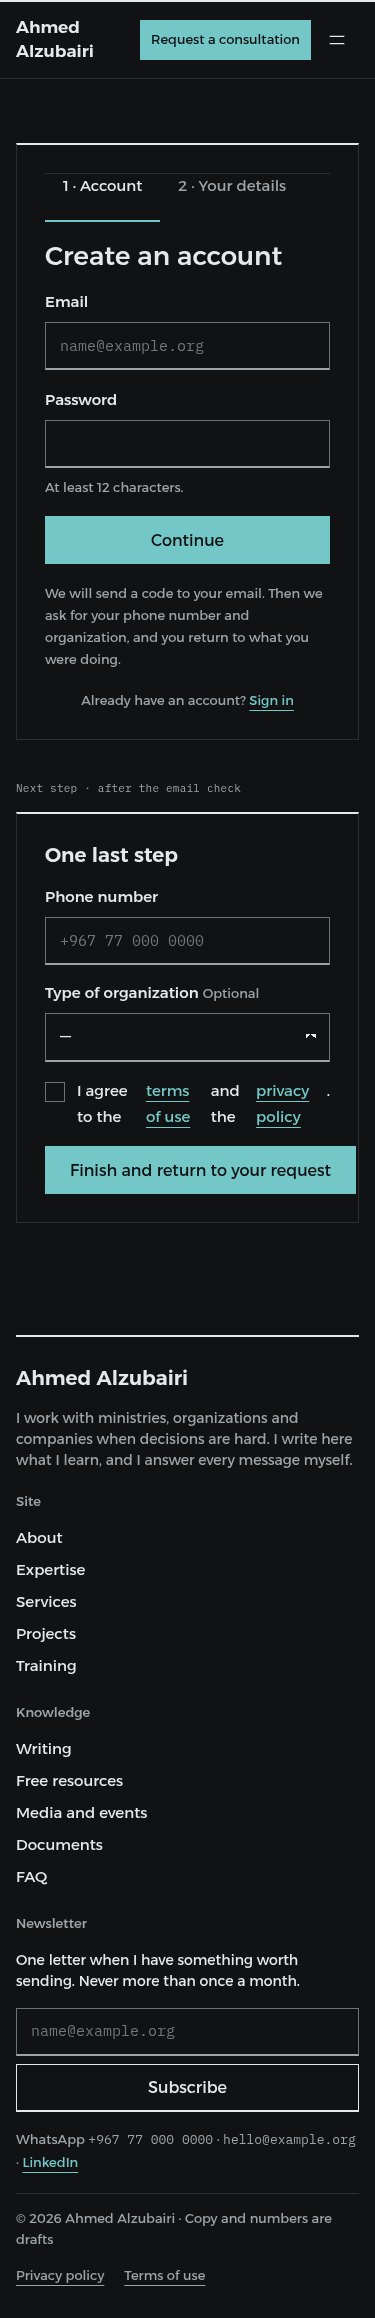 Ahmed
Alzubairi
Request a consultation
1 · Account
2 · Your details
Create an account
Email
name@example.org
Password
At least 12 characters.
Continue
We will send a code to your email. Then we
ask for your phone number and
organization, and you return to what you
were doing.
Already have an account? Sign in
Next step · after the email check
One last step
Phone number
+967 77 000 0000
Type of organization Optional
—
I agree to the terms of use and the privacy policy .
Finish and return to your request
Ahmed Alzubairi
I work with ministries, organizations and
companies when decisions are hard. I write here
what I learn, and I answer every message myself.
Site
About
Expertise
Services
Projects
Training
Knowledge
Writing
Free resources
Media and events
Documents
FAQ
Newsletter
One letter when I have something worth
sending. Never more than once a month.
name@example.org
Subscribe
WhatsApp +967 77 000 0000 · hello@example.org
· LinkedIn
© 2026 Ahmed Alzubairi · Copy and numbers are
drafts
Privacy policy
Terms of use